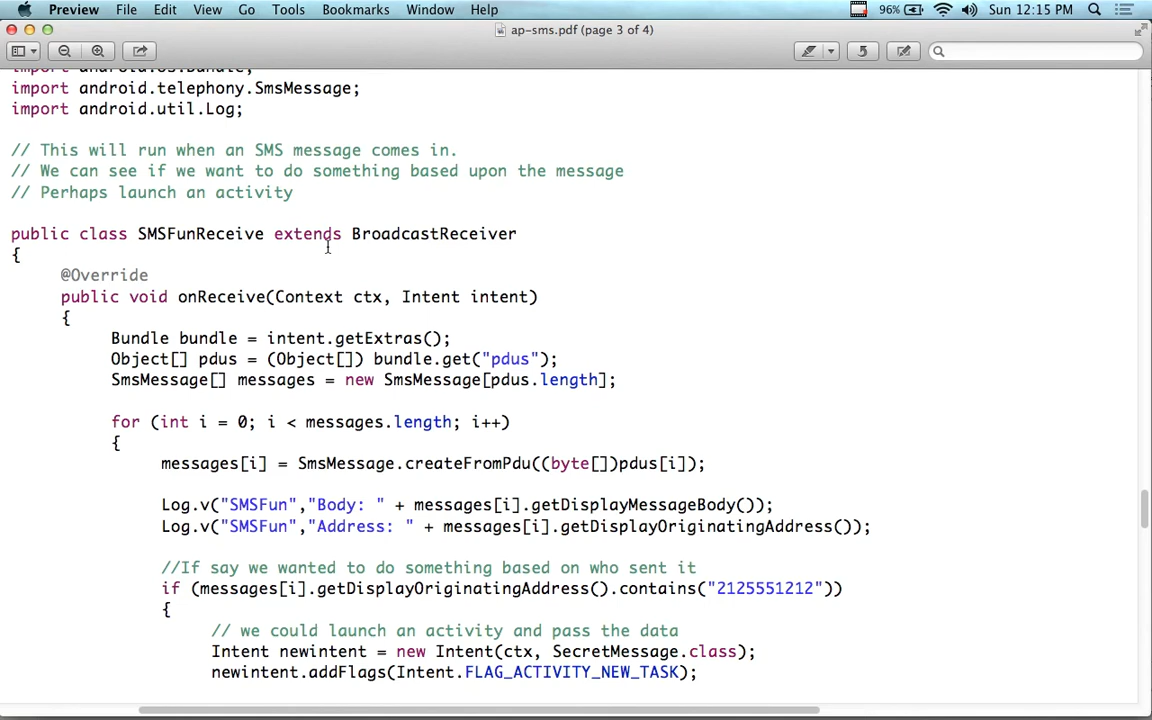 Preview File Edit View Go Tools Bookmarks Window Help 96% Sun 12:15 PM
ap-sms.pdf (page 3 of 4)
import android.os.Bundle;
import android.telephony.SmsMessage;
import android.util.Log;
// This will run when an SMS message comes in.
// We can see if we want to do something based upon the message
// Perhaps launch an activity
public class SMSFunReceive extends BroadcastReceiver
{
@Override
public void onReceive(Context ctx, Intent intent)
{
Bundle bundle = intent.getExtras();
Object[] pdus = (Object[]) bundle.get("pdus");
SmsMessage[] messages = new SmsMessage[pdus.length];
for (int i = 0; i < messages.length; i++)
{
messages[i] = SmsMessage.createFromPdu((byte[])pdus[i]);
Log.v("SMSFun","Body: " + messages[i].getDisplayMessageBody());
Log.v("SMSFun","Address: " + messages[i].getDisplayOriginatingAddress());
//If say we wanted to do something based on who sent it
if (messages[i].getDisplayOriginatingAddress().contains("2125551212"))
{
// we could launch an activity and pass the data
Intent newintent = new Intent(ctx, SecretMessage.class);
newintent.addFlags(Intent.FLAG_ACTIVITY_NEW_TASK);